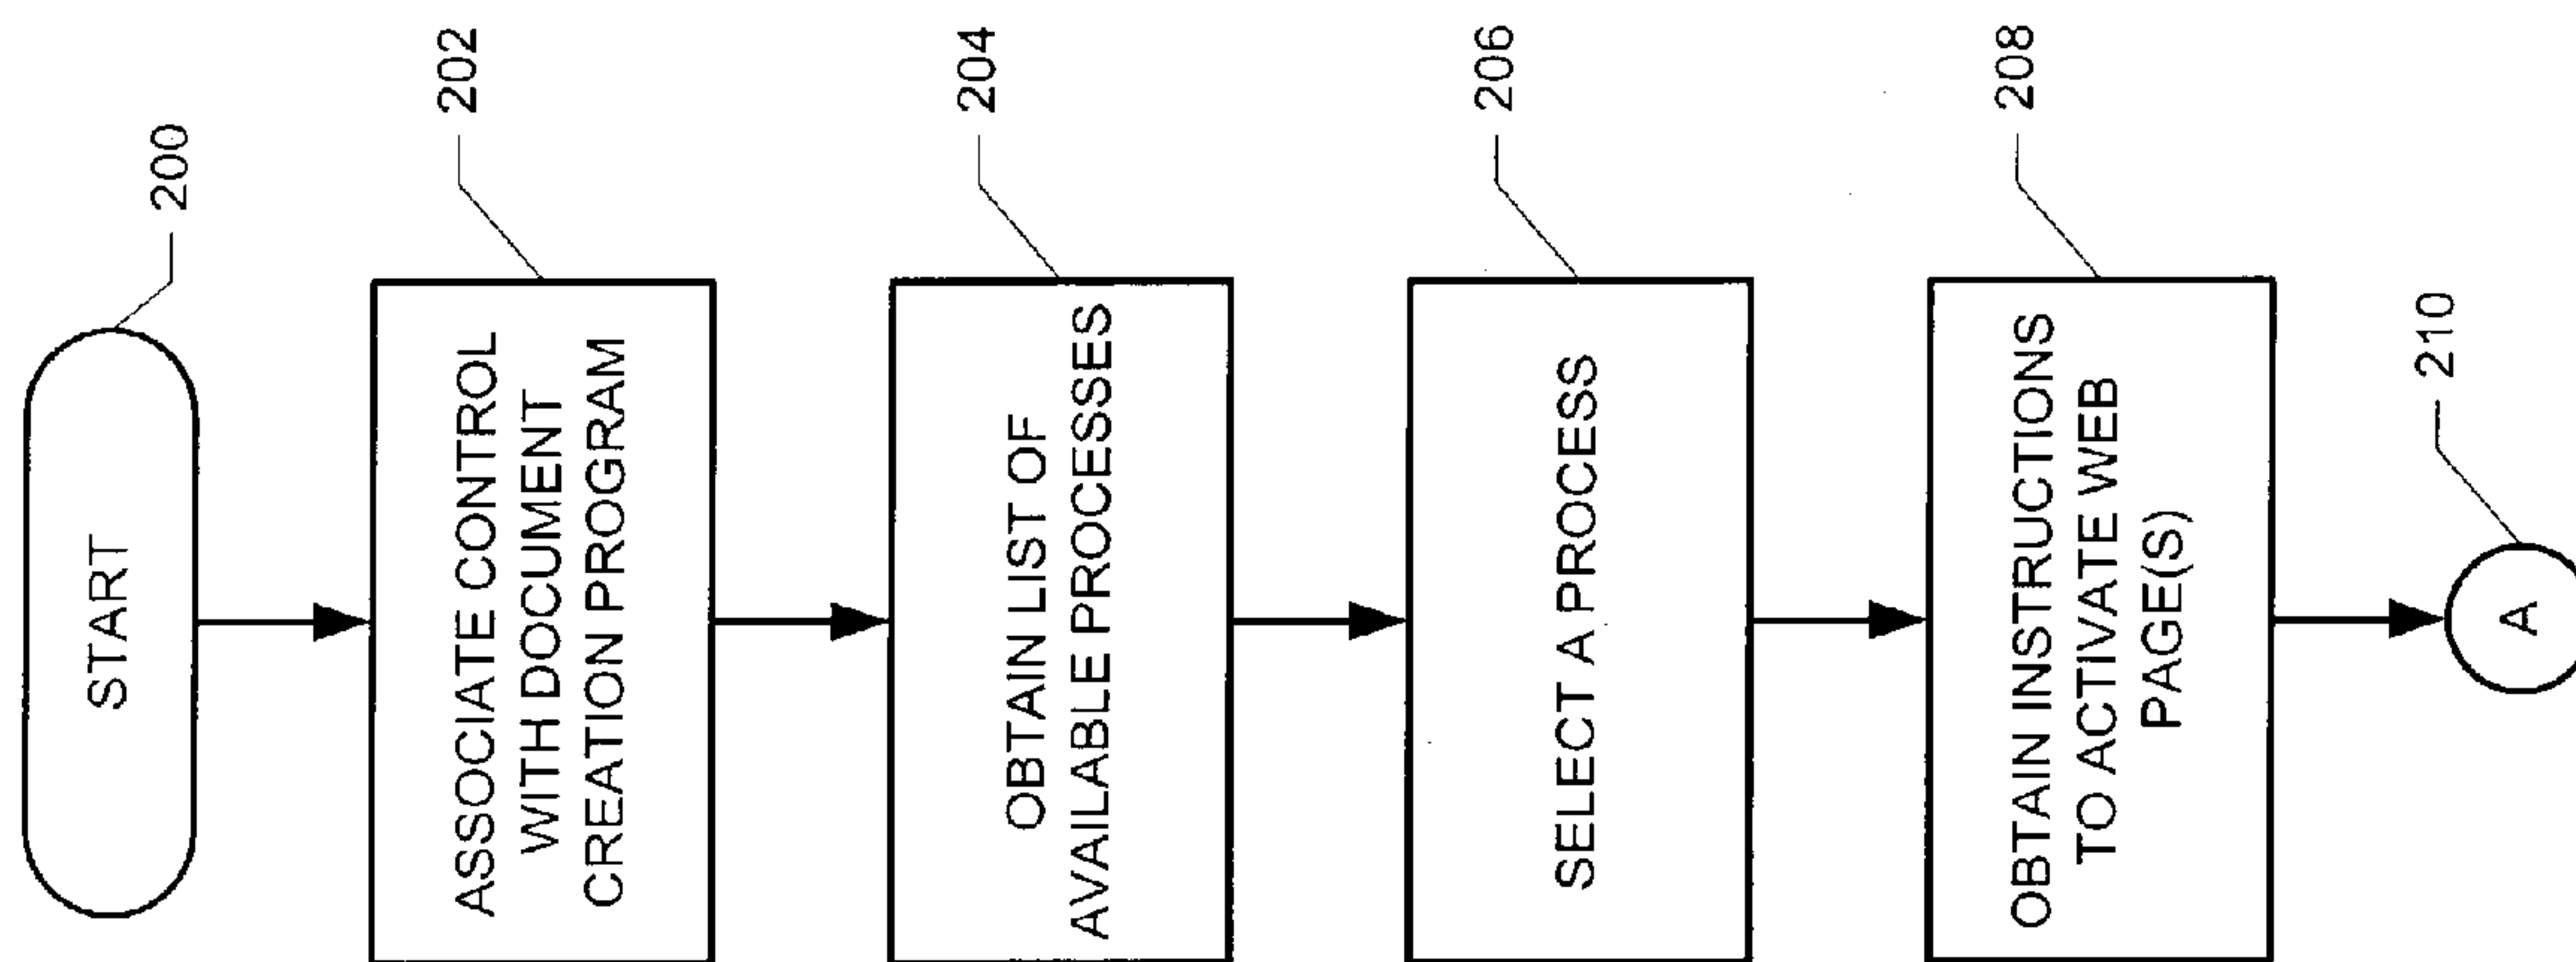 START
200
ASSOCIATE CONTROL
WITH DOCUMENT
CREATION PROGRAM
202
OBTAIN LIST OF
AVAILABLE PROCESSES
204
SELECT A PROCESS
206
OBTAIN INSTRUCTIONS
TO ACTIVATE WEB
PAGE(S)
208
A
210